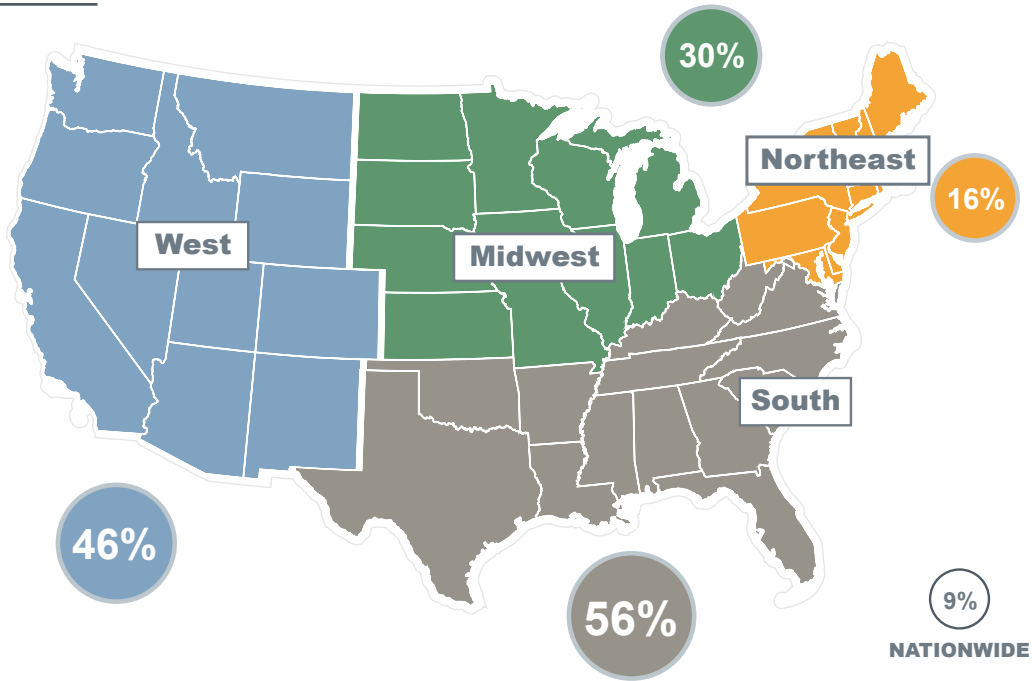 30%
Northeast
16%
West
Midwest
South
46%
56%
9%
NATIONWIDE